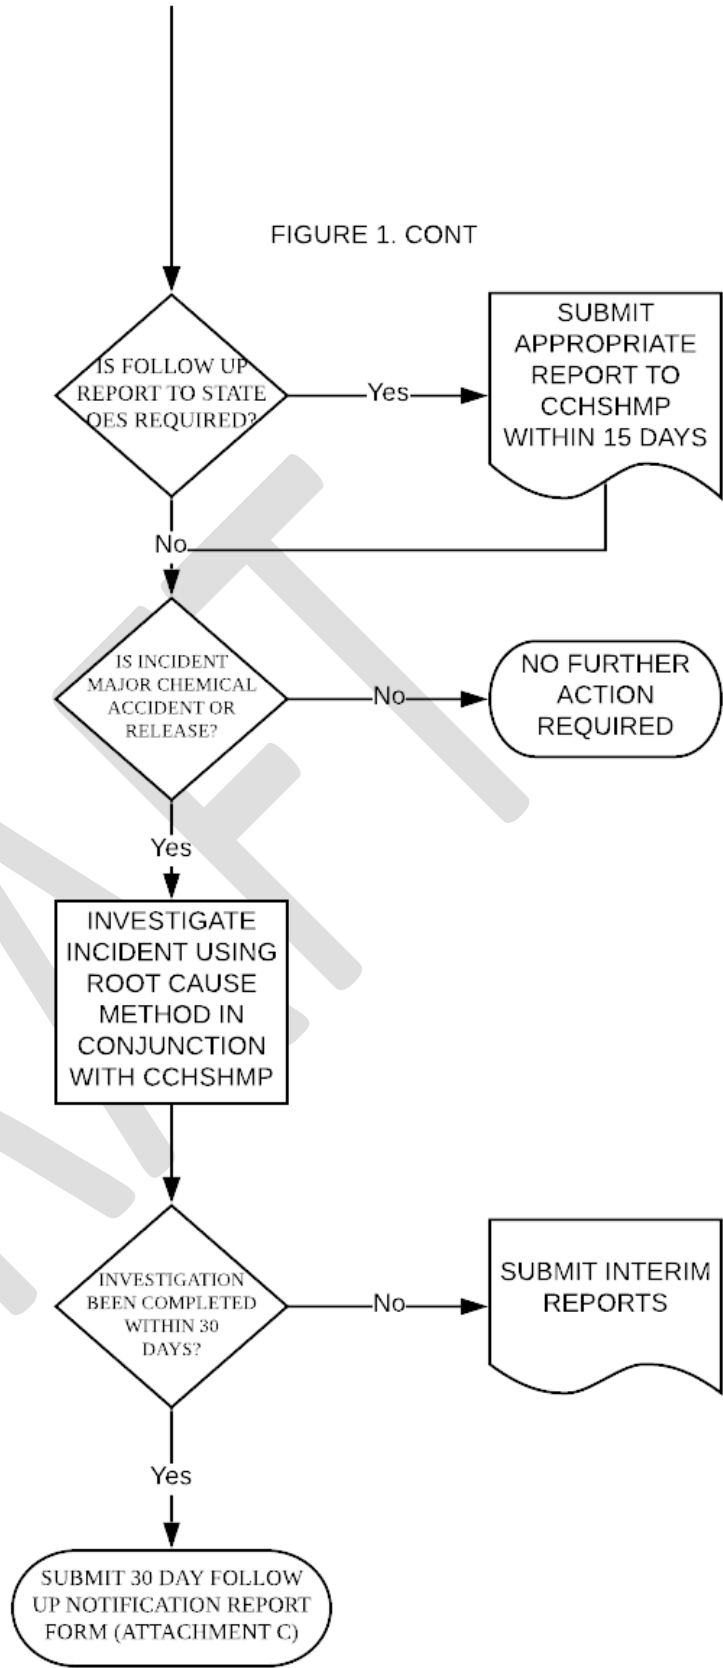 FIGURE 1. CONT
IS FOLLOW UP
REPORT TO STATE
OES REQUIRED?
Yes
SUBMIT
APPROPRIATE
REPORT TO
CCHSHMP
WITHIN 15 DAYS
No
IS INCIDENT
MAJOR CHEMICAL
ACCIDENT OR
RELEASE?
No
NO FURTHER
ACTION
REQUIRED
Yes
INVESTIGATE
INCIDENT USING
ROOT CAUSE
METHOD IN
CONJUNCTION
WITH CCHSHMP
INVESTIGATION
BEEN COMPLETED
WITHIN 30
DAYS?
No
SUBMIT INTERIM
REPORTS
Yes
SUBMIT 30 DAY FOLLOW
UP NOTIFICATION REPORT
FORM (ATTACHMENT C)